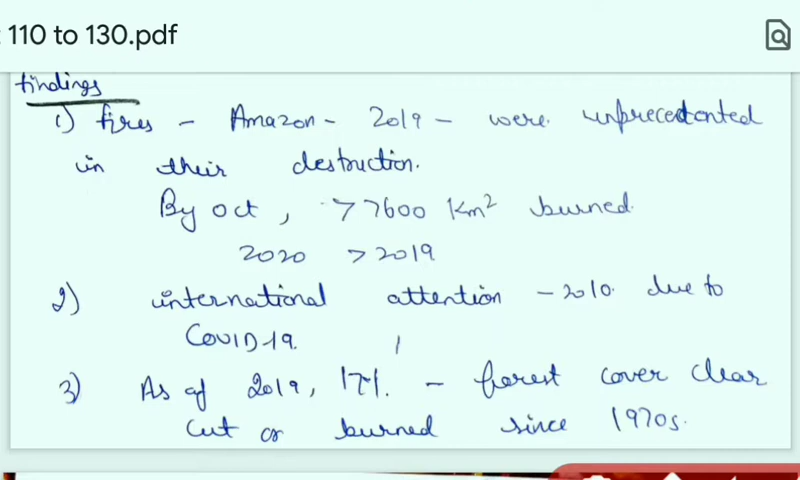 : 110 to 130.pdf
findings
1) fires - Amazon - 2019 - were unprecedented
in their destruction.
By oct, >7600 Km² burned
2020 > 2019
2) international attention - 2010. due to
COVID-19.
3) As of 2019, 17% - forest cover clear
cut or burned since 1970s.